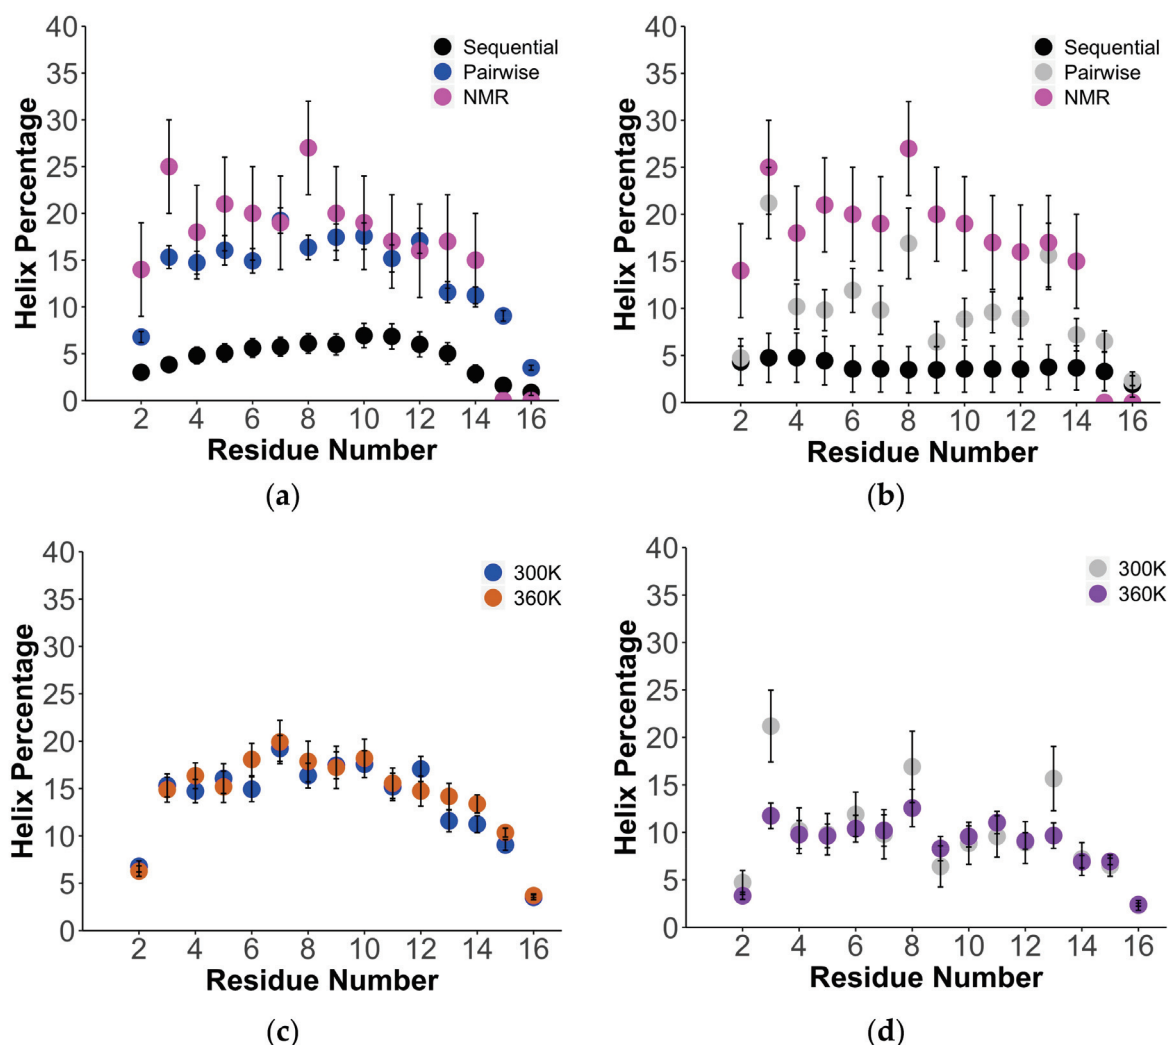 40
35
30
25
20
15
10
5
0
Helix Percentage
Sequential
Pairwise
NMR
2 4 6 8 10 12 14 16
Residue Number
(a)
40
35
30
25
20
15
10
5
0
Helix Percentage
Sequential
Pairwise
NMR
2 4 6 8 10 12 14 16
Residue Number
(b)
40
35
30
25
20
15
10
5
0
Helix Percentage
300K
360K
2 4 6 8 10 12 14 16
Residue Number
(c)
40
35
30
25
20
15
10
5
0
Helix Percentage
300K
360K
2 4 6 8 10 12 14 16
Residue Number
(d)